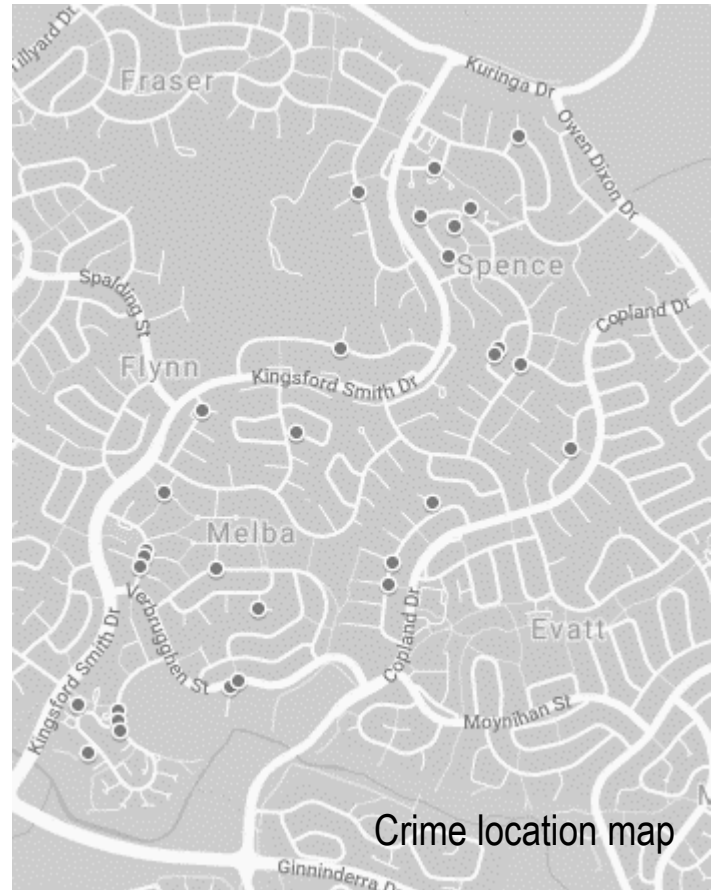 Tillyard Dr
Fraser
Kuringa Dr
Owen Dixon Dr
Spence
Spalding St
Copland Dr
Flynn
Kingsford Smith Dr
Melba
Verbrugghen St
Copland Dr
Evatt
Kingsford Smith Dr
Moynihan St
M
Crime location map
Ginninderra D